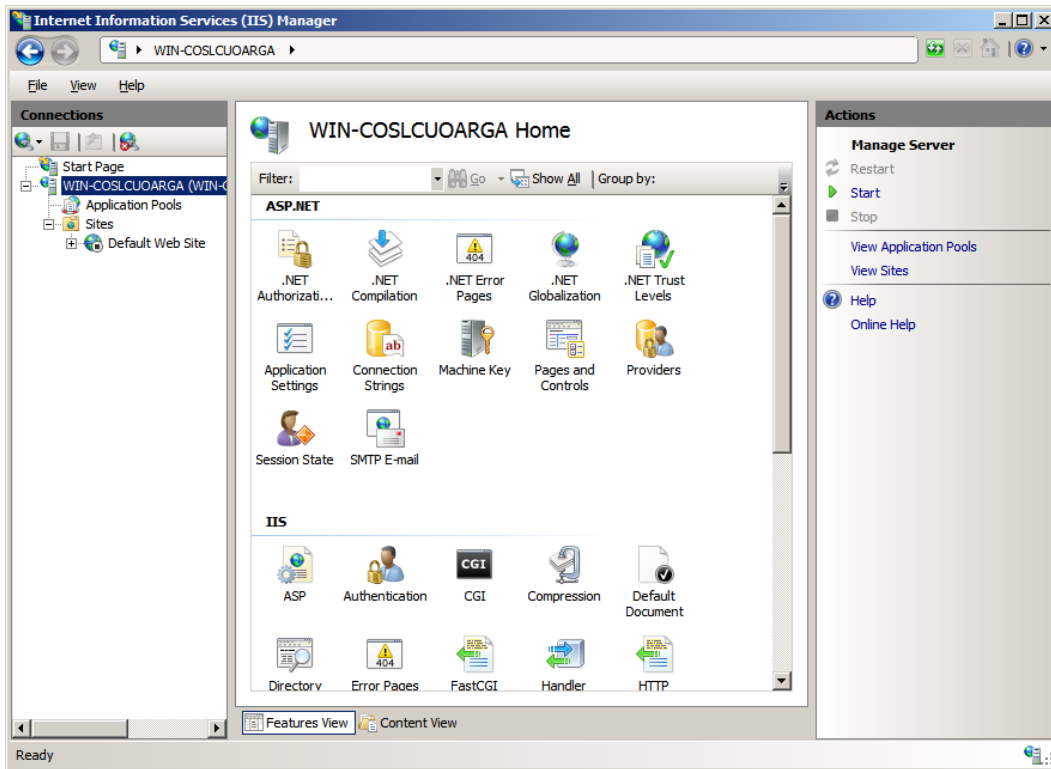 Internet Information Services (IIS) Manager
WIN-COSLCUOARGA
File View Help
Connections
Start Page
WIN-COSLCUOARGA (WIN-C
Application Pools
Sites
Default Web Site
WIN-COSLCUOARGA Home
Filter: Go Show All Group by:
ASP.NET
.NET Authorizati...
.NET Compilation
404
.NET Error Pages
.NET Globalization
.NET Trust Levels
Application Settings
ab
Connection Strings
Machine Key
Pages and Controls
Providers
Session State
SMTP E-mail
IIS
ASP
Authentication
CGI
CGI
Compression
Default Document
Directory
404
Error Pages
FastCGI
Handler
HTTP
Features View Content View
Actions
Manage Server
Restart
Start
Stop
View Application Pools
View Sites
Help
Online Help
Ready